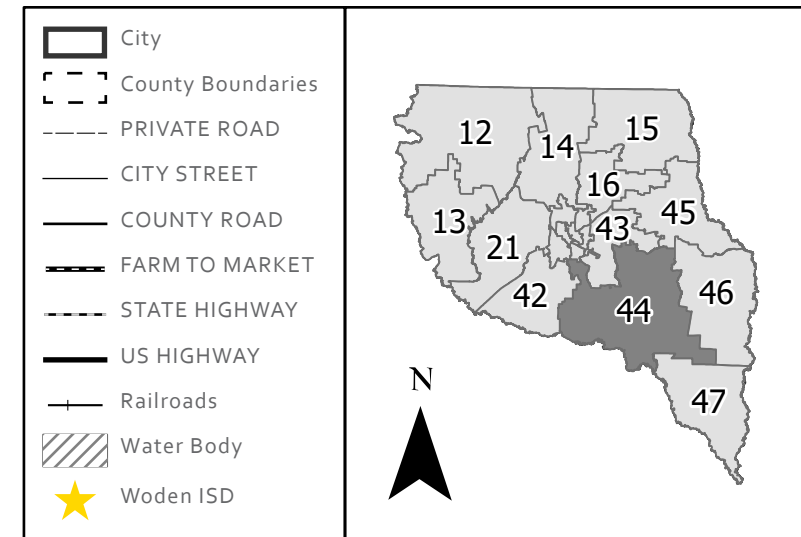 City
County Boundaries
PRIVATE ROAD
CITY STREET
COUNTY ROAD
FARM TO MARKET
STATE HIGHWAY
US HIGHWAY
Railroads
Water Body
Woden ISD
12
14
15
16
13
21
43
45
42
44
46
47
N